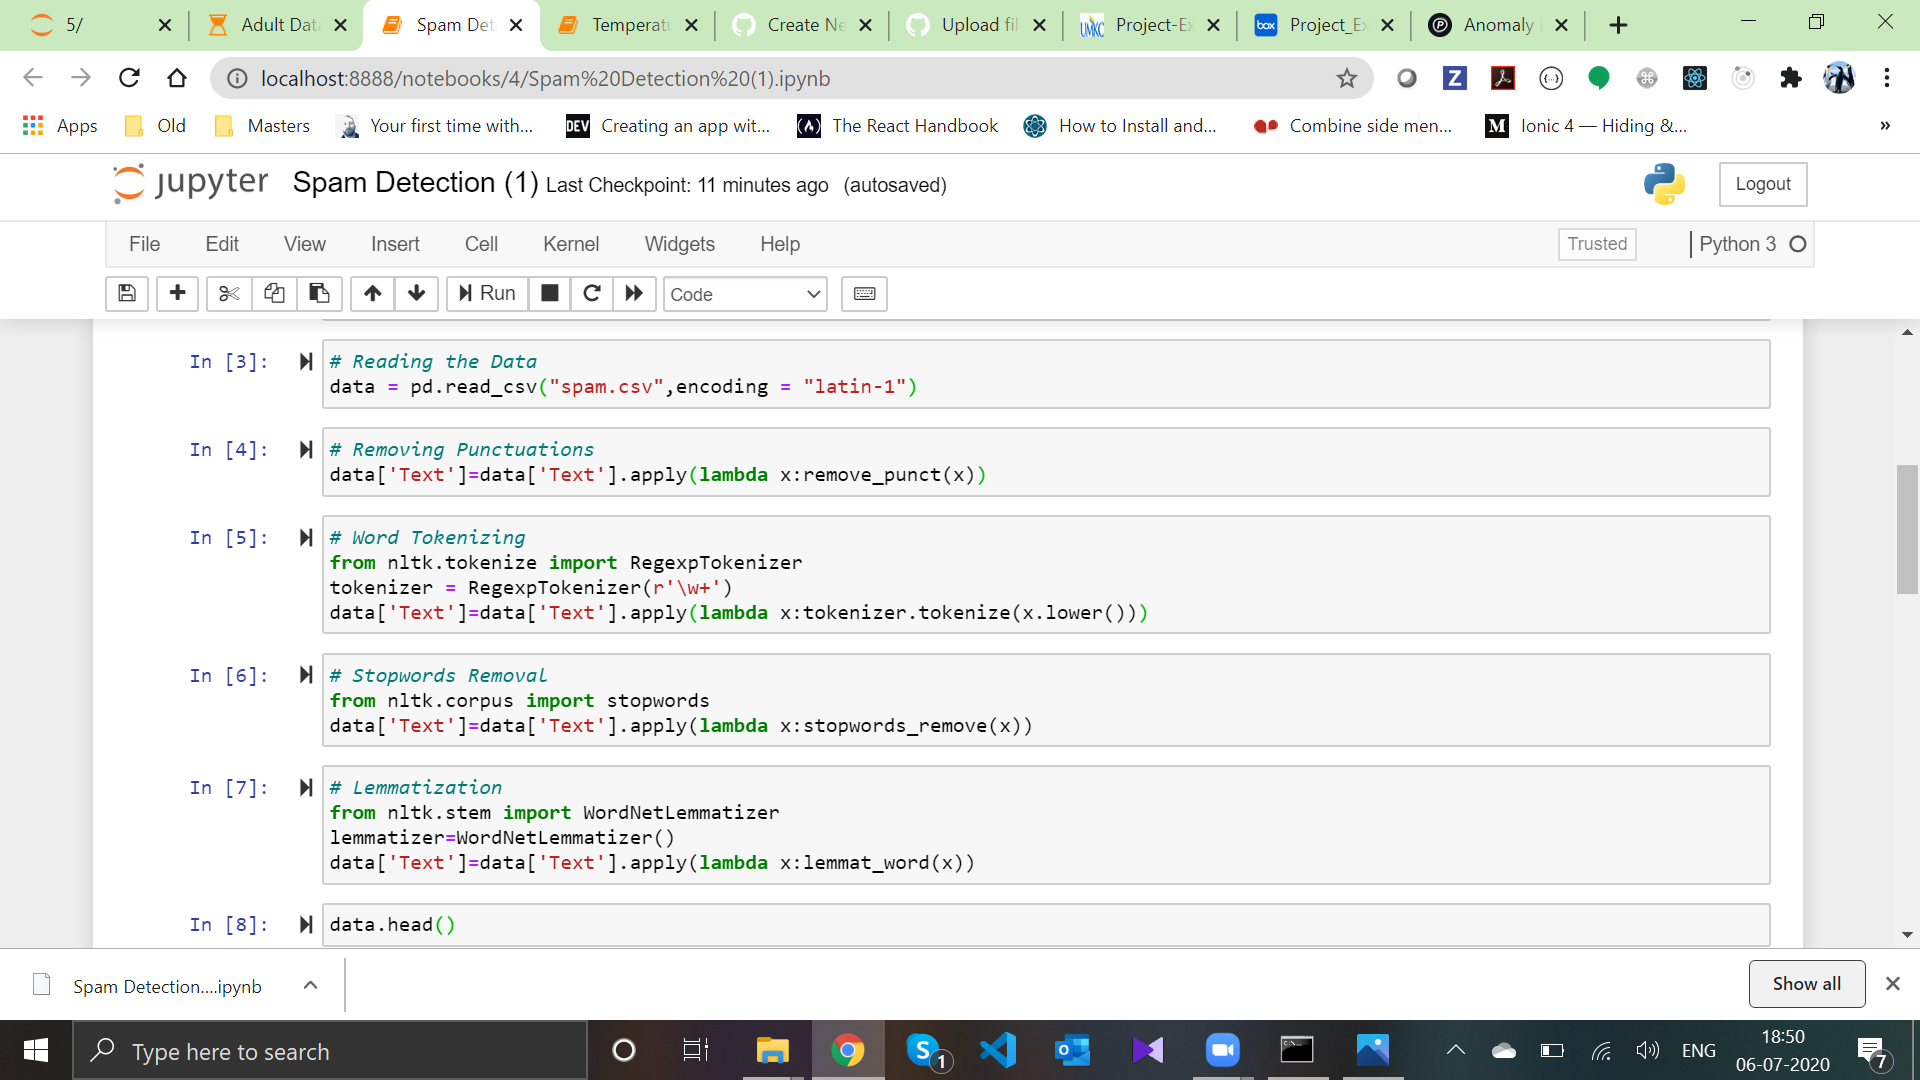 5/
Adult Data
Spam Det
Temperatu
Create Ne
Upload fil
Project-Ex
Project_Ex
Anomaly
localhost:8888/notebooks/4/Spam%20Detection%20(1).ipynb
Apps
Old
Masters
Your first time with...
DEV
Creating an app wit...
The React Handbook
How to Install and...
Combine side men...
Ionic 4 — Hiding &...
»
jupyter
Spam Detection (1) Last Checkpoint: 11 minutes ago (autosaved)
Logout
File Edit View Insert Cell Kernel Widgets Help
Trusted
Python 3
Run
Code
In [3]:
# Reading the Data
data = pd.read_csv("spam.csv",encoding = "latin-1")
In [4]:
# Removing Punctuations
data['Text']=data['Text'].apply(lambda x:remove_punct(x))
In [5]:
# Word Tokenizing
from nltk.tokenize import RegexpTokenizer
tokenizer = RegexpTokenizer(r'\w+')
data['Text']=data['Text'].apply(lambda x:tokenizer.tokenize(x.lower()))
In [6]:
# Stopwords Removal
from nltk.corpus import stopwords
data['Text']=data['Text'].apply(lambda x:stopwords_remove(x))
In [7]:
# Lemmatization
from nltk.stem import WordNetLemmatizer
lemmatizer=WordNetLemmatizer()
data['Text']=data['Text'].apply(lambda x:lemmat_word(x))
In [8]:
data.head()
Spam Detection....ipynb
Show all
Type here to search
1
ENG
18:50
06-07-2020
7